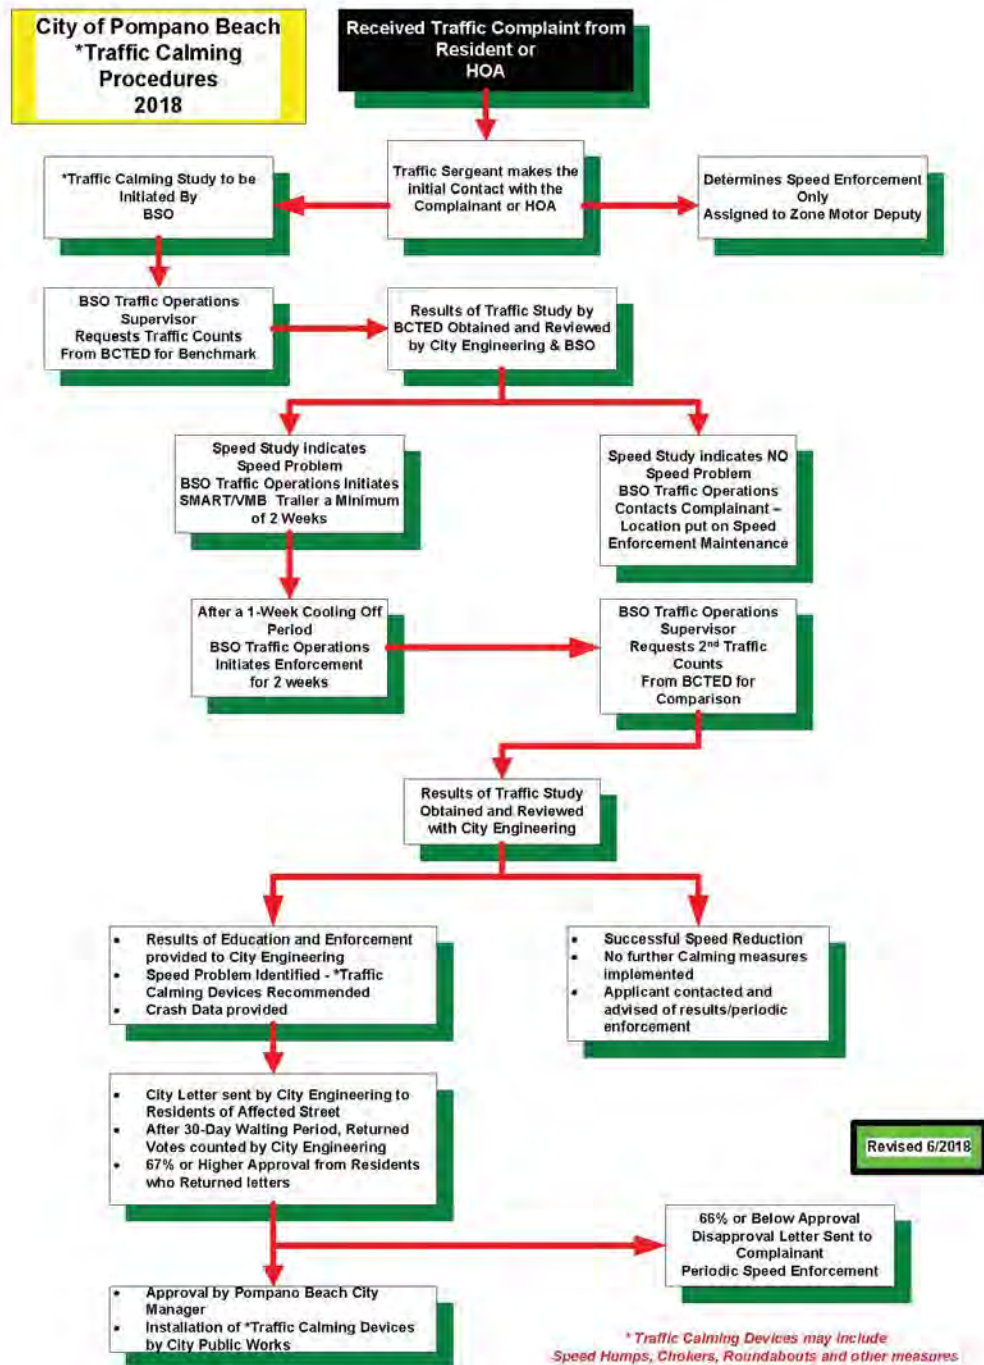 City of Pompano Beach
*Traffic Calming
Procedures
2018
Received Traffic Complaint from
Resident or
HOA
*Traffic Calming Study to be
Initiated By
BSO
Traffic Sergeant makes the
Initial Contact with the
Complainant or HOA
Determines Speed Enforcement
Only
Assigned to Zone Motor Deputy
BSO Traffic Operations
Supervisor
Requests Traffic Counts
From BCTED for Benchmark
Results of Traffic Study by
BCTED Obtained and Reviewed
by City Engineering & BSO
Speed Study indicates
Speed Problem
BSO Traffic Operations Initiates
SMART/VMB Trailer a Minimum
of 2 Weeks
Speed Study indicates NO
Speed Problem
BSO Traffic Operations
Contacts Complainant –
Location put on Speed
Enforcement Maintenance
After a 1-Week Cooling Off
Period
BSO Traffic Operations
Initiates Enforcement
for 2 weeks
BSO Traffic Operations
Supervisor
Requests 2nd Traffic
Counts
From BCTED for
Comparison
Results of Traffic Study
Obtained and Reviewed
with City Engineering
• Results of Education and Enforcement
provided to City Engineering
• Speed Problem Identified - *Traffic
Calming Devices Recommended
• Crash Data provided
• Successful Speed Reduction
• No further Calming measures
implemented
• Applicant contacted and
advised of results/periodic
enforcement
• City Letter sent by City Engineering to
Residents of Affected Street
• After 30-Day Waiting Period, Returned
Votes counted by City Engineering
• 67% or Higher Approval from Residents
who Returned letters
Revised 6/2018
66% or Below Approval
Disapproval Letter Sent to
Complainant
Periodic Speed Enforcement
• Approval by Pompano Beach City
Manager
• Installation of *Traffic Calming Devices
by City Public Works
* Traffic Calming Devices may include
Speed Humps, Chokers, Roundabouts and other measures